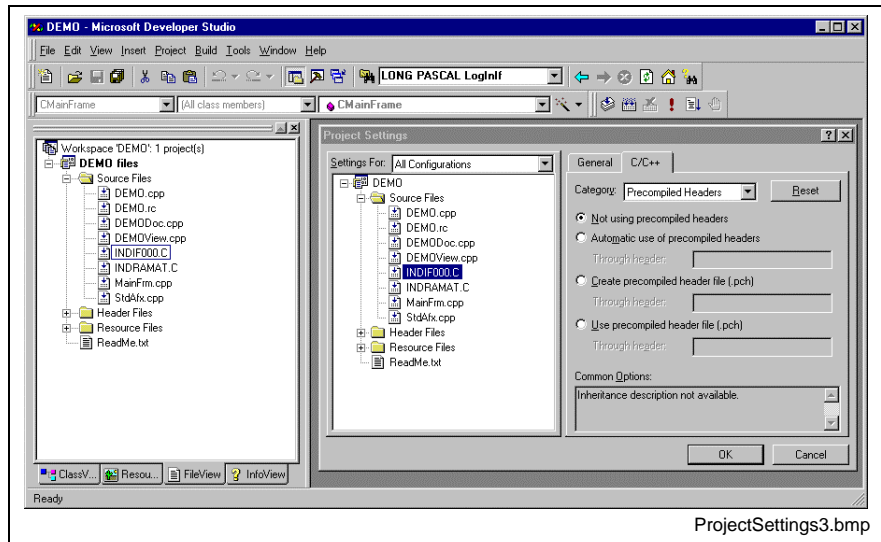 DEMO - Microsoft Developer Studio
File Edit View Insert Project Build Tools Window Help
LONG PASCAL LogInIf
CMainFrame
(All class members)
CMainFrame
Workspace 'DEMO': 1 project(s)
DEMO files
Source Files
DEMO.cpp
DEMO.rc
DEMODoc.cpp
DEMOView.cpp
INDIF000.C
INDRAMAT.C
MainFrm.cpp
StdAfx.cpp
Header Files
Resource Files
ReadMe.txt
ClassV...
Resou...
FileView
InfoView
Project Settings
Settings For:
All Configurations
DEMO
Source Files
DEMO.cpp
DEMO.rc
DEMODoc.cpp
DEMOView.cpp
INDIF000.C
INDRAMAT.C
MainFrm.cpp
StdAfx.cpp
Header Files
Resource Files
ReadMe.txt
General
C/C++
Category:
Precompiled Headers
Reset
Not using precompiled headers
Automatic use of precompiled headers
Through header:
Create precompiled header file (.pch)
Through header:
Use precompiled header file (.pch)
Through header:
Common Options:
Inheritance description not available.
OK
Cancel
Ready
ProjectSettings3.bmp